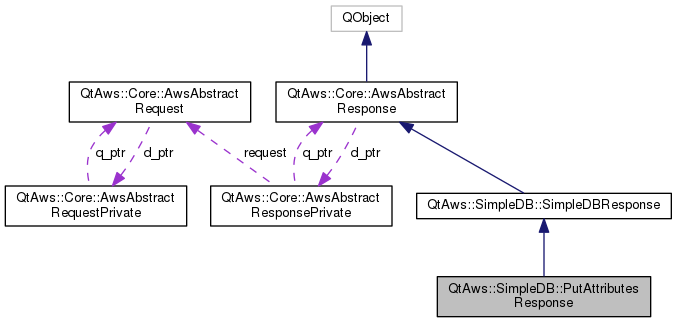 QObject
QtAws::Core::AwsAbstract
Request
QtAws::Core::AwsAbstract
Response
q_ptr
d_ptr
request
q_ptr
d_ptr
QtAws::Core::AwsAbstract
RequestPrivate
QtAws::Core::AwsAbstract
ResponsePrivate
QtAws::SimpleDB::SimpleDBResponse
QtAws::SimpleDB::PutAttributes
Response